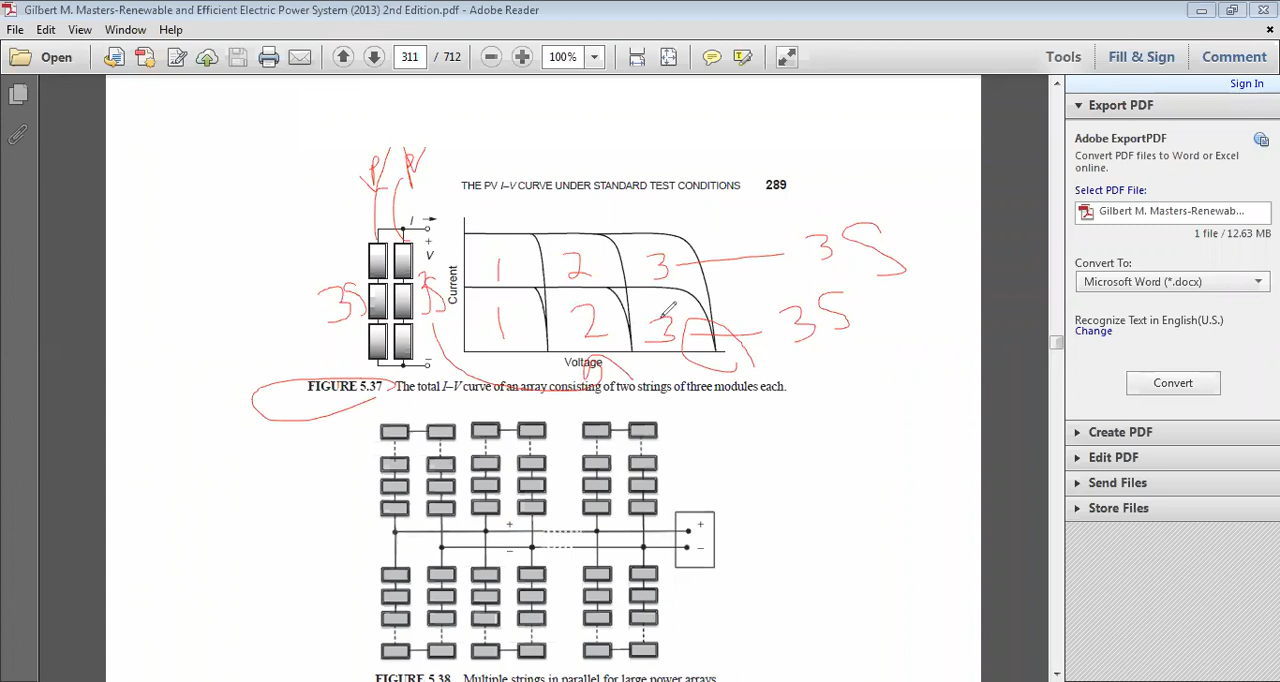 Gilbert M. Masters-Renewable and Efficient Electric Power System (2013) 2nd Edition.pdf - Adobe Reader
File Edit View Window Help
Open 311 / 712 100% Tools Fill & Sign Comment
Sign In
Export PDF
Adobe ExportPDF
Convert PDF files to Word or Excel
online.
Select PDF File:
Gilbert M. Masters-Renewab...
1 file / 12.63 MB
Convert To:
Microsoft Word (*.docx)
Recognize Text in English(U.S.)
Change
Convert
Create PDF
Edit PDF
Send Files
Store Files
THE PV I–V CURVE UNDER STANDARD TEST CONDITIONS 289
I
+
V
–
Current
1 2 3 35
1 2 3 35
35 35
Voltage
FIGURE 5.37 The total I–V curve of an array consisting of two strings of three modules each.
+ +
– –
FIGURE 5.38 Multiple strings in parallel for large power arrays.